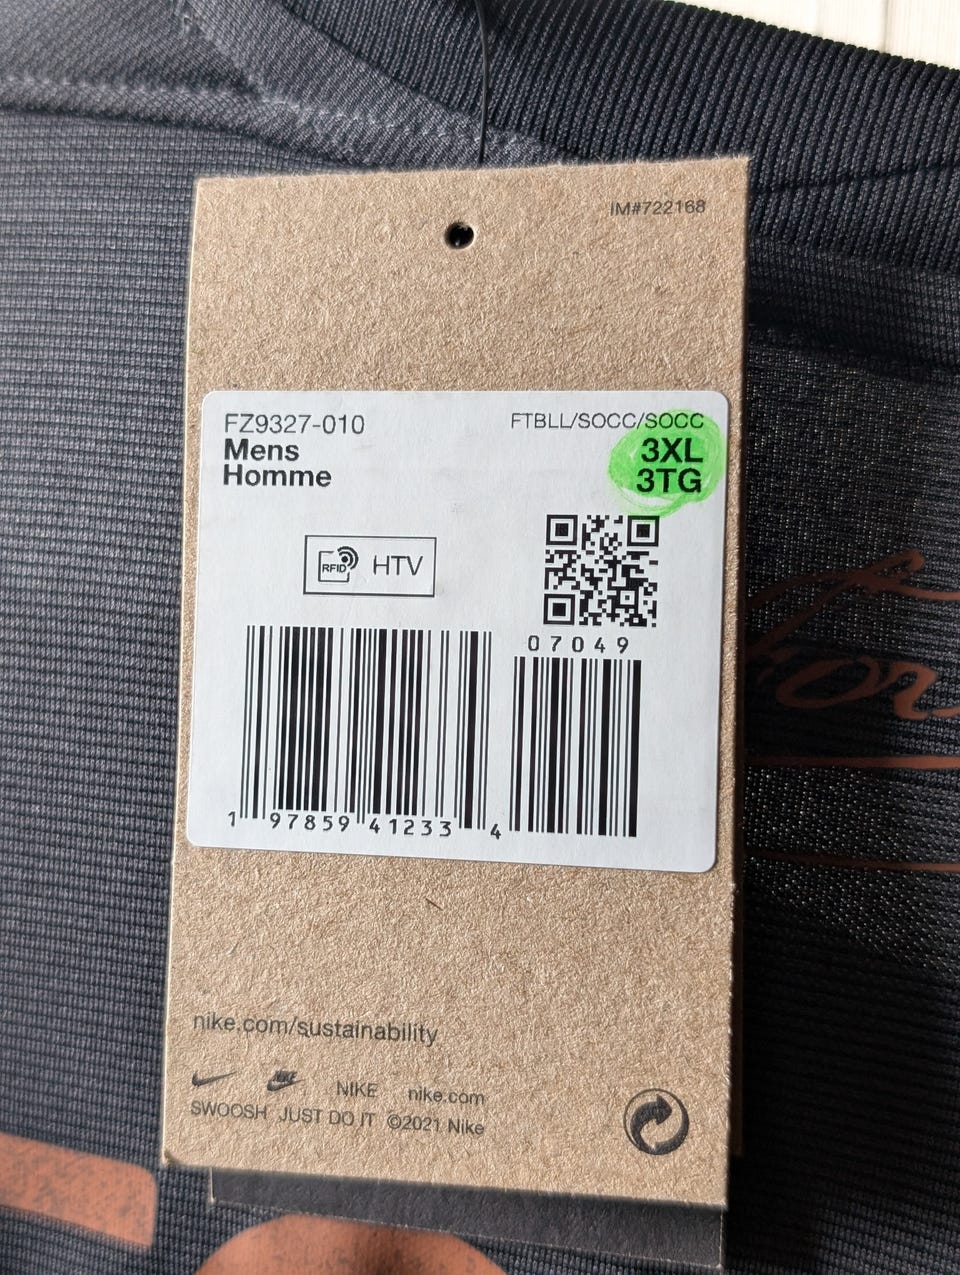 IM#722168
FZ9327-010
FTBLL/SOCC/SOCC
Mens
3XL
Homme
3TG
RFID HTV
07049
1 97859 41233 4
nike.com/sustainability
NIKE nike.com
SWOOSH JUST DO IT ©2021 Nike